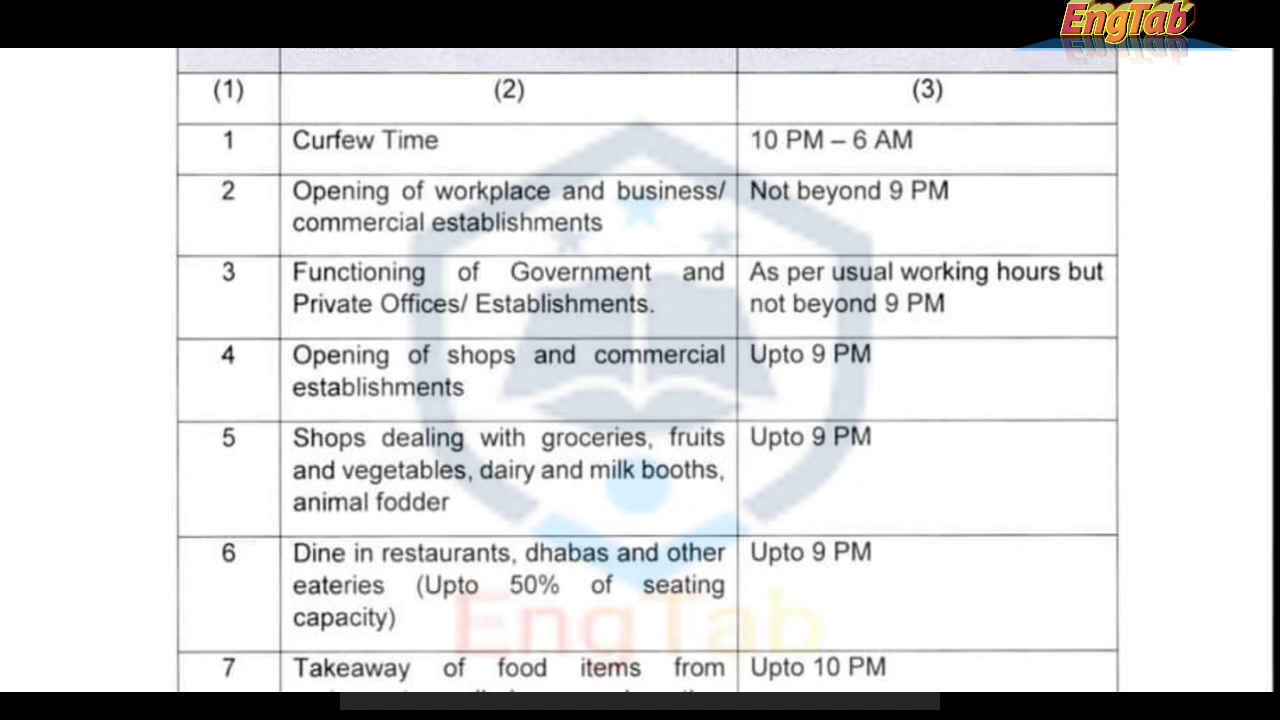 EngTab
(1) (2) (3)
1 Curfew Time 10 PM – 6 AM
2 Opening of workplace and business/ Not beyond 9 PM
commercial establishments
3 Functioning of Government and As per usual working hours but
Private Offices/ Establishments. not beyond 9 PM
4 Opening of shops and commercial Upto 9 PM
establishments
5 Shops dealing with groceries, fruits Upto 9 PM
and vegetables, dairy and milk booths,
animal fodder
6 Dine in restaurants, dhabas and other Upto 9 PM
eateries (Upto 50% of seating
capacity)
EngTab
7 Takeaway of food items from Upto 10 PM